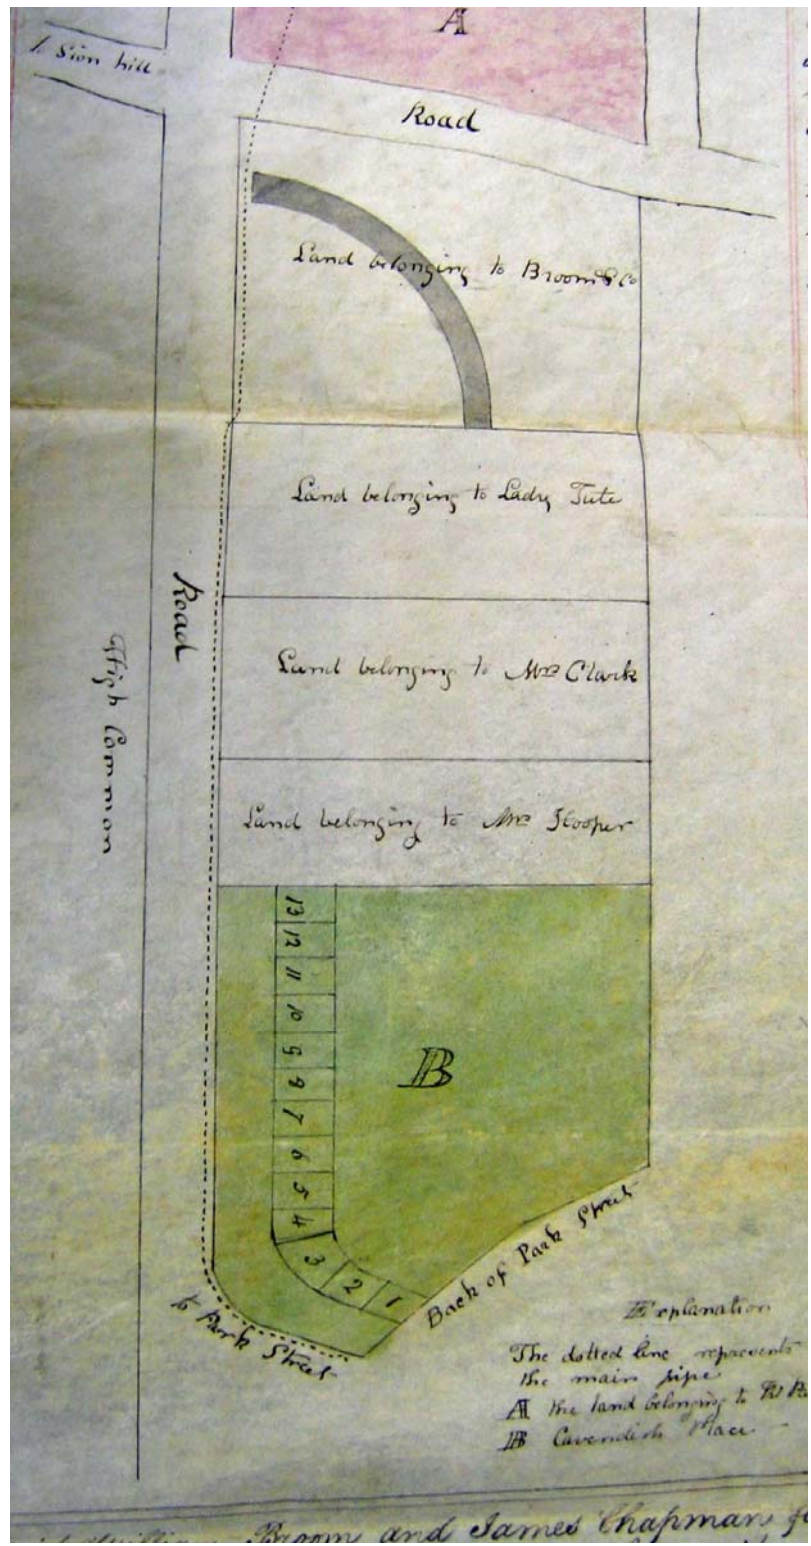 A
to Sion hill
Road
Land belonging to Broom & Co
Land belonging to Lady Tute
Road
High Common
Land belonging to Mrs Clark
Land belonging to Mrs Hooper
13
12
11
10
9
8
7
6
5
4
3
2
1
B
Back of Park Street
to Park Street
Explanation
The dotted line represents
the main pipe
A the land belonging to
B Cavendish Place
Broom and James Chapman